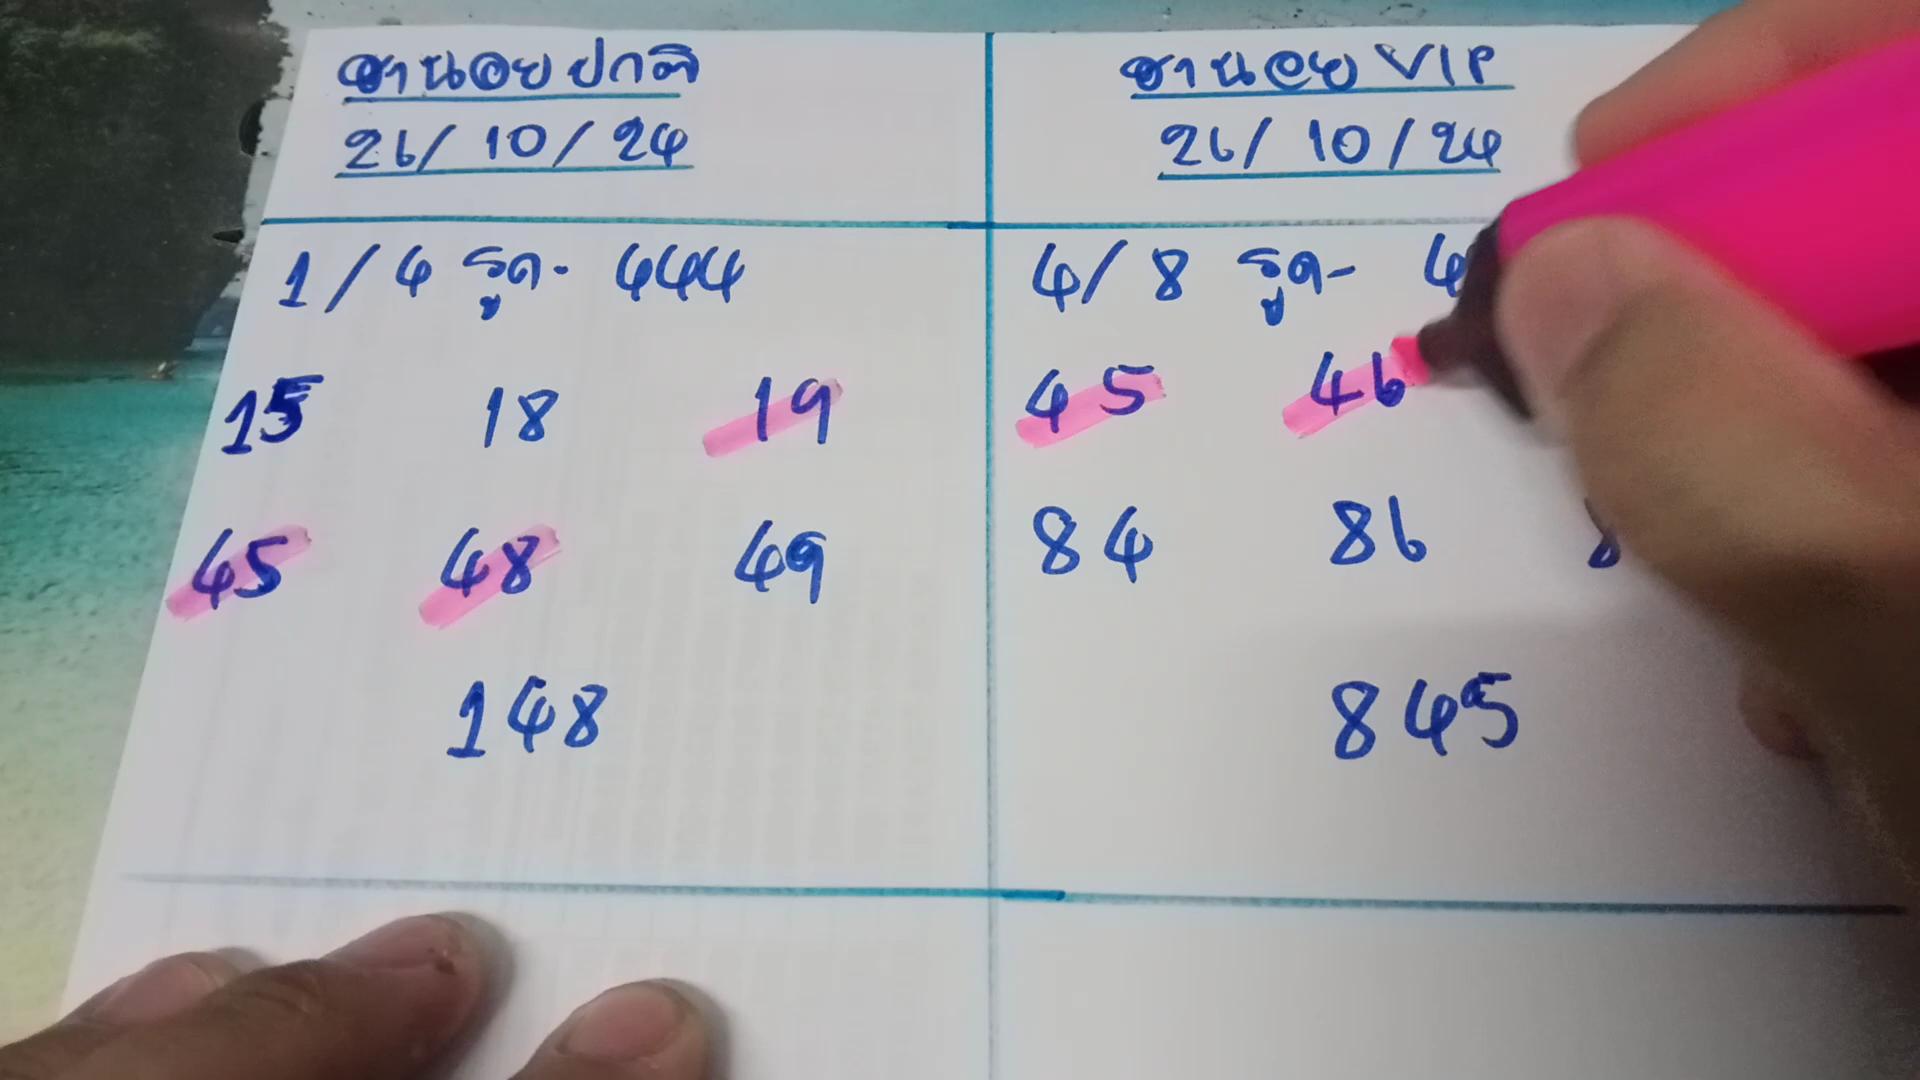 ฮานอยปกติ
26/10/24
1/4 รูด- 444
15 18 19
45 48 49
148
ฮานอย VIP
26/10/24
4/8 รูด- 4
45 46
84 86
845